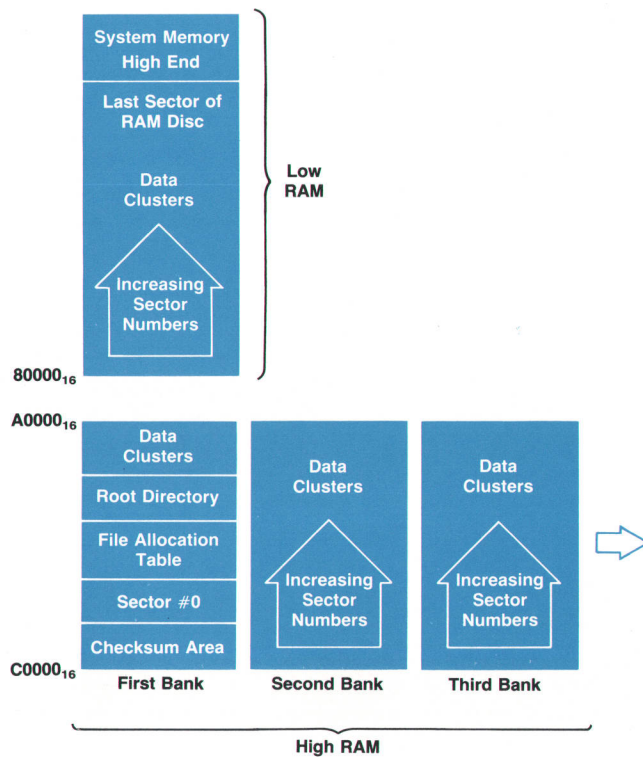 System Memory
High End
Last Sector of
RAM Disc
Data
Clusters
Increasing
Sector
Numbers
Low
RAM
80000₁₆
A0000₁₆
Data
Clusters
Root Directory
File Allocation
Table
Sector #0
Checksum Area
C0000₁₆
First Bank
Data
Clusters
Increasing
Sector
Numbers
Second Bank
Data
Clusters
Increasing
Sector
Numbers
Third Bank
High RAM